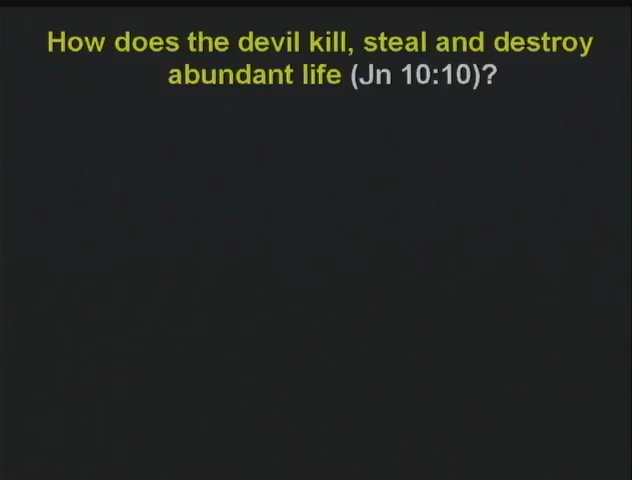 How does the devil kill, steal and destroy
abundant life (Jn 10:10)?